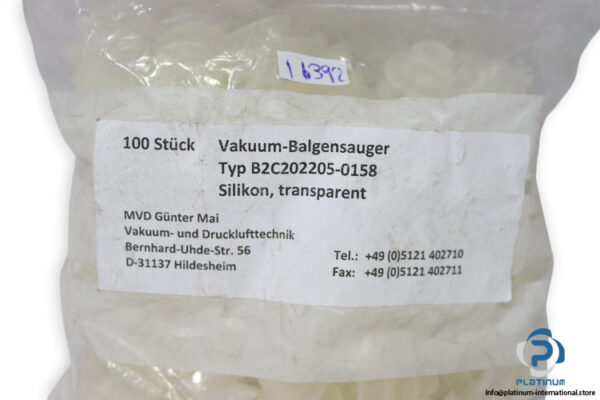 16392
100 Stück Vakuum-Balgensauger
Typ B2C202205-0158
Silikon, transparent
MVD Günter Mai
Vakuum- und Drucklufttechnik
Bernhard-Uhde-Str. 56
D-31137 Hildesheim
Tel.: +49 (0)5121 402710
Fax: +49 (0)5121 402711
PLATINUM
Info@platinum-international.store